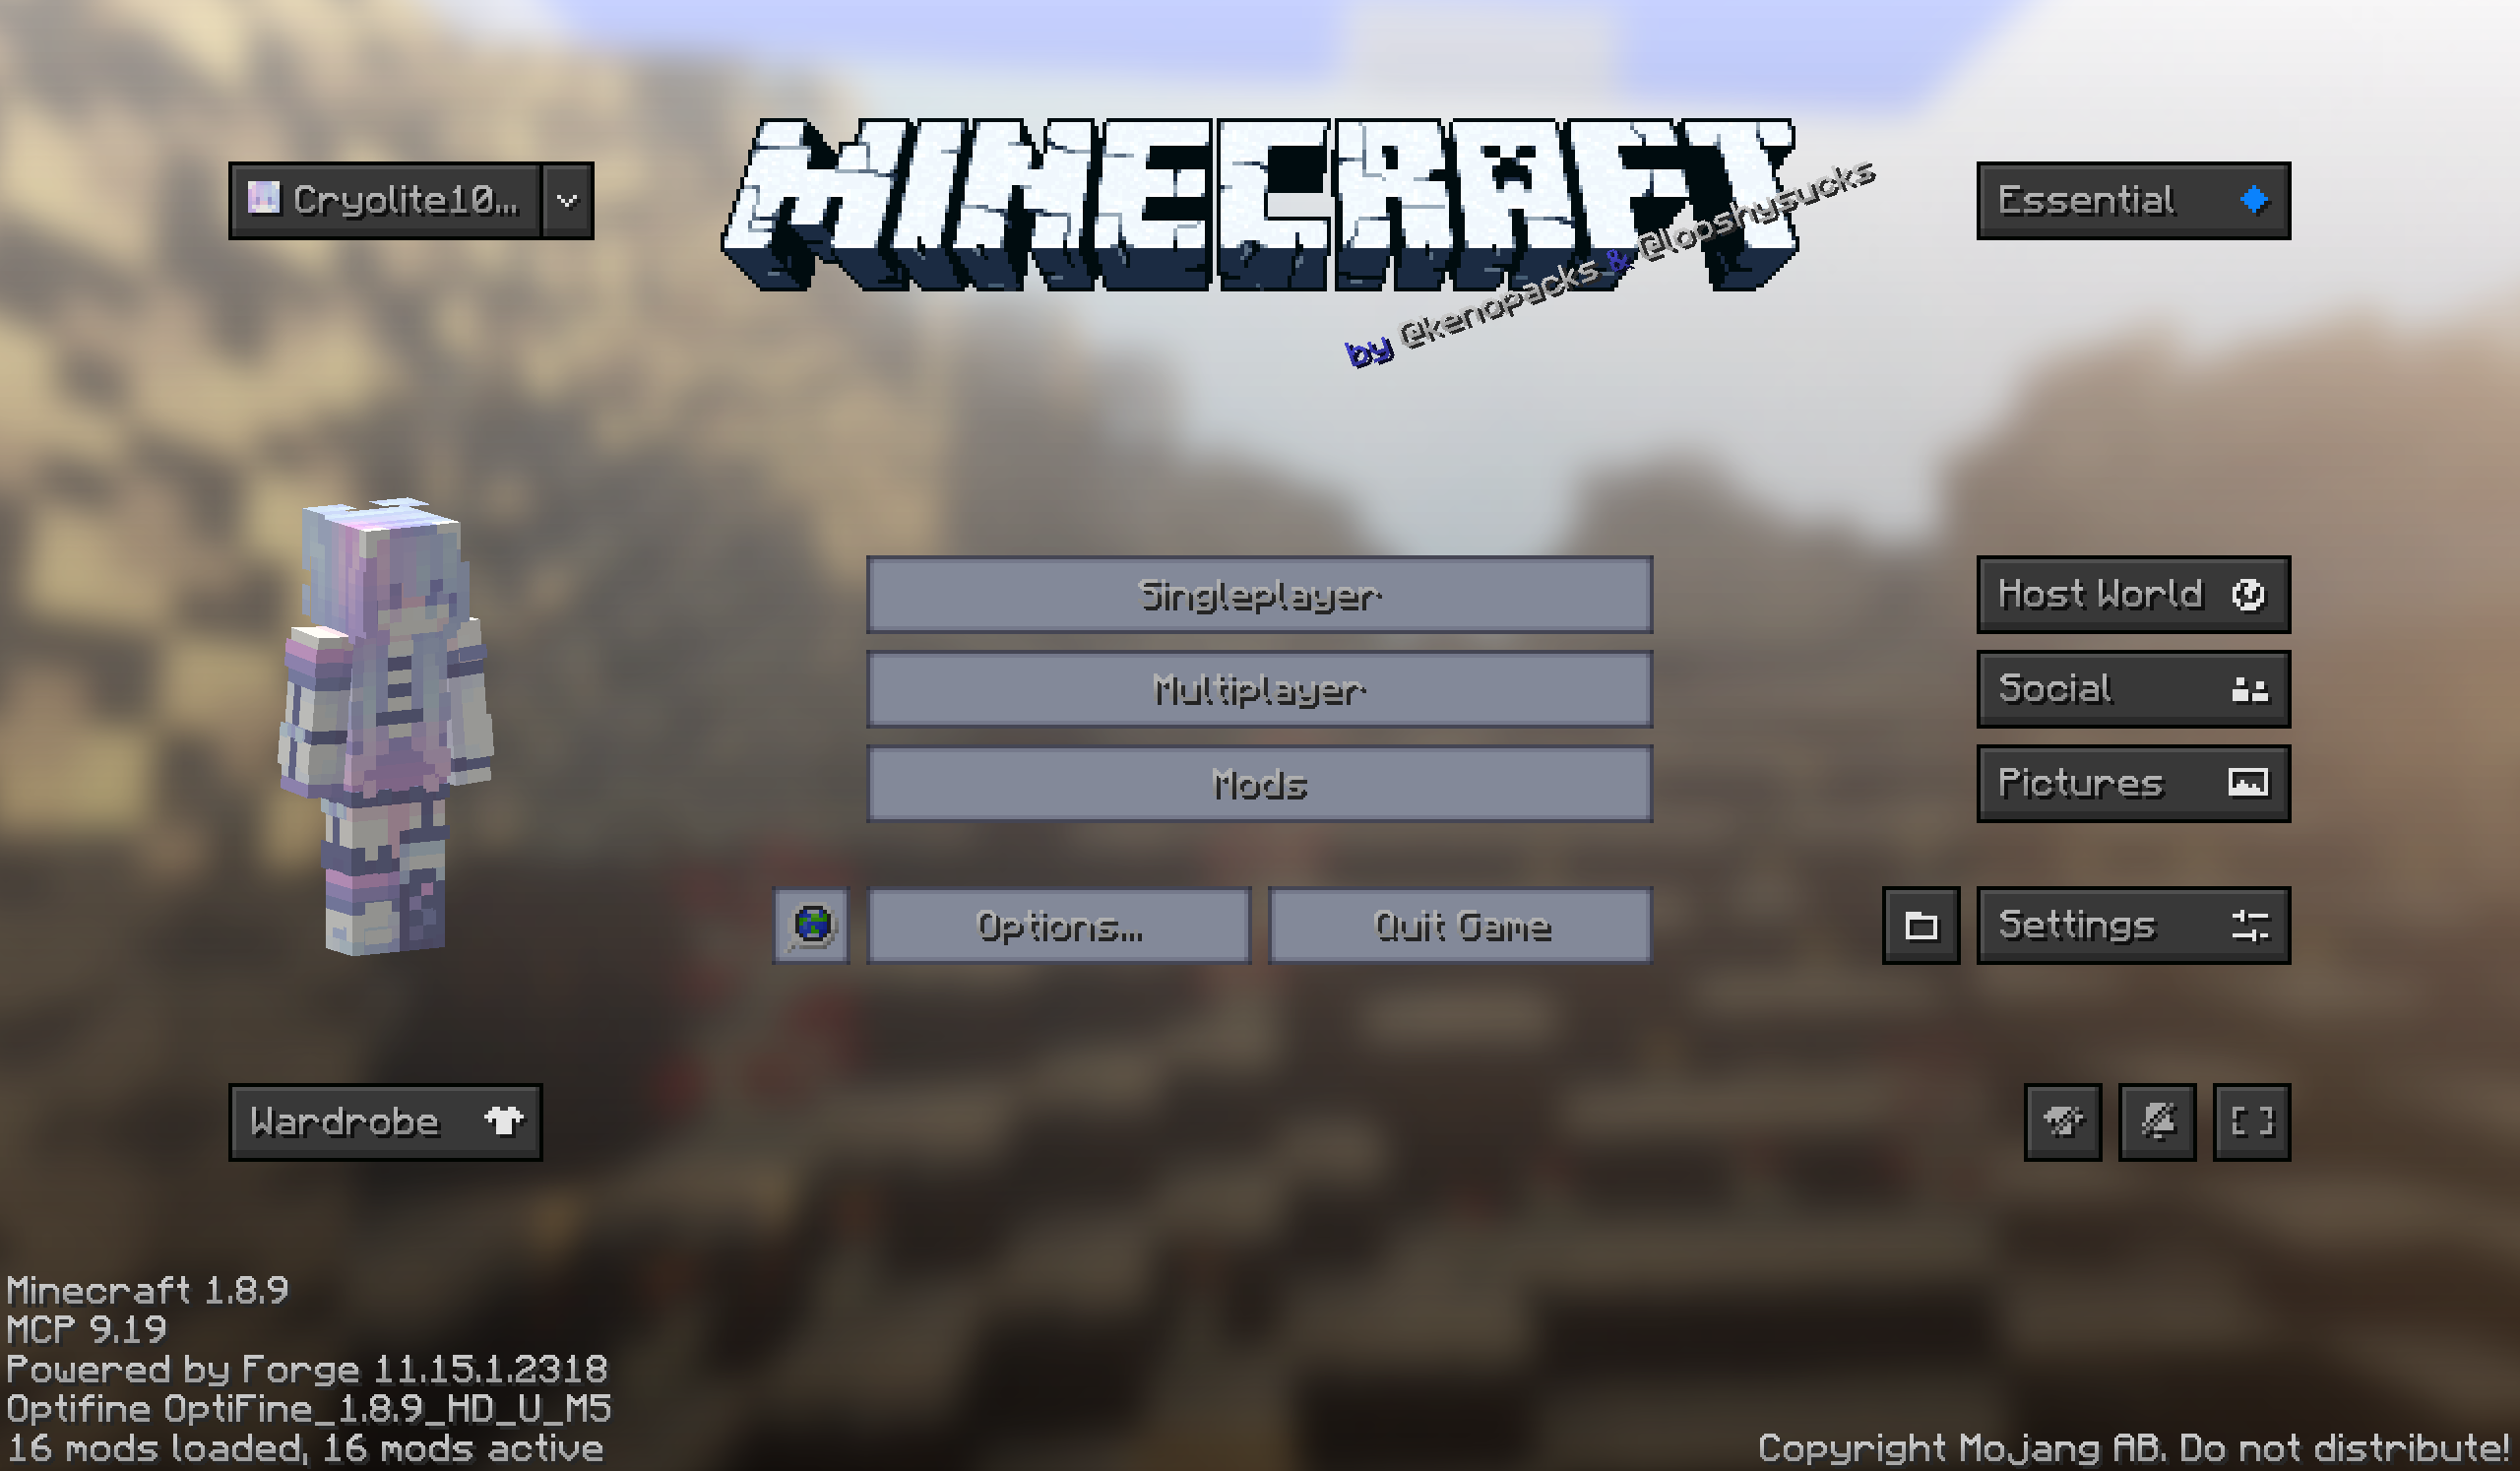 MINECRAFT
by @kenopacks & @looshysucks
Cryolite10...
Essential
Singleplayer
Host World
Multiplayer
Social
Mods
Pictures
Options...
Quit Game
Settings
Wardrobe
Minecraft 1.8.9
MCP 9.19
Powered by Forge 11.15.1.2318
Optifine OptiFine_1.8.9_HD_U_M5
16 mods loaded, 16 mods active
Copyright Mojang AB. Do not distribute!